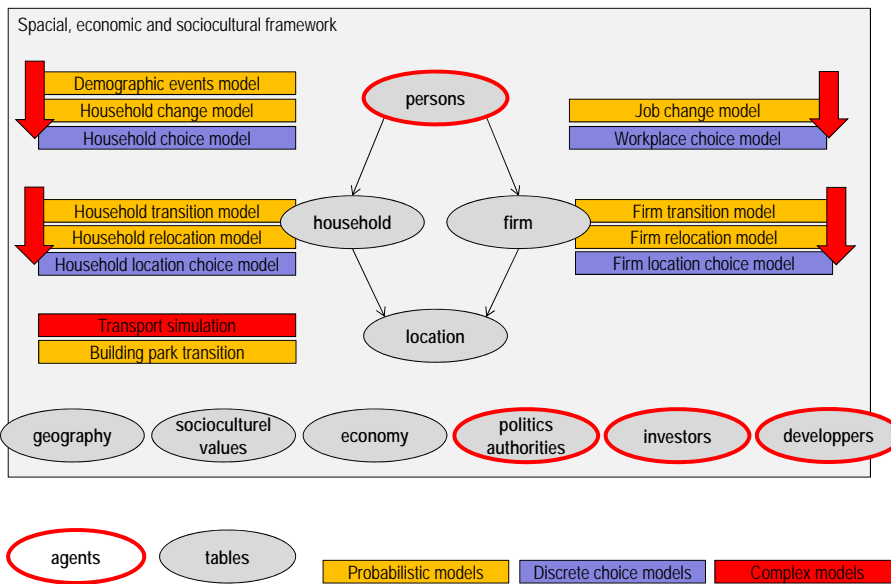 Spacial, economic and sociocultural framework
Demographic events model
Household change model
Household choice model
persons
Job change model
Workplace choice model
Household transition model
Household relocation model
Household location choice model
household
firm
Firm transition model
Firm relocation model
Firm location choice model
Transport simulation
Building park transition
location
geography
socioculturel
values
economy
politics
authorities
investors
developpers
agents
tables
Probabilistic models
Discrete choice models
Complex models